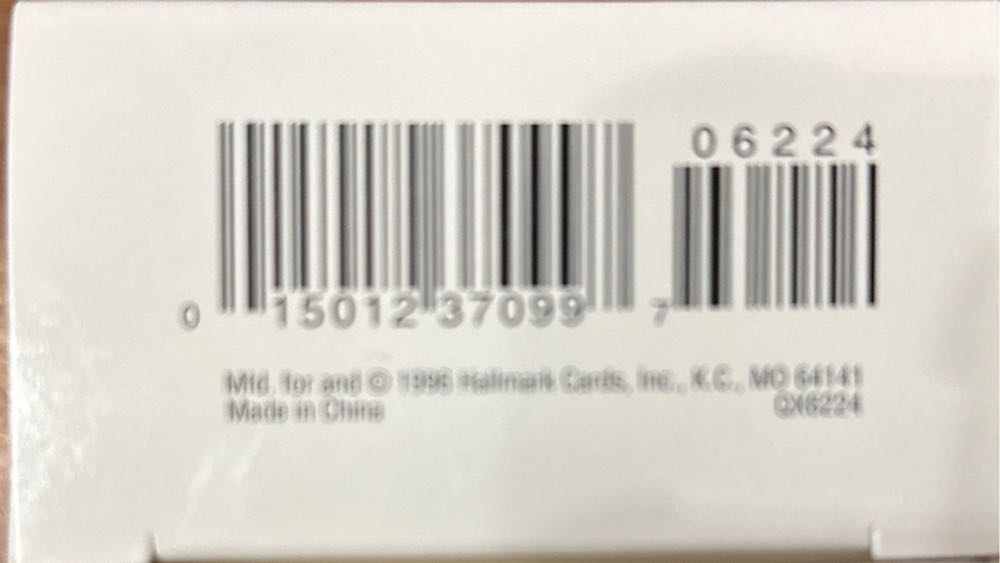 06224
0 15012 37099 7
Mfd. for and © 1996 Hallmark Cards, Inc., K.C., MO 64141
Made in China
QX6224